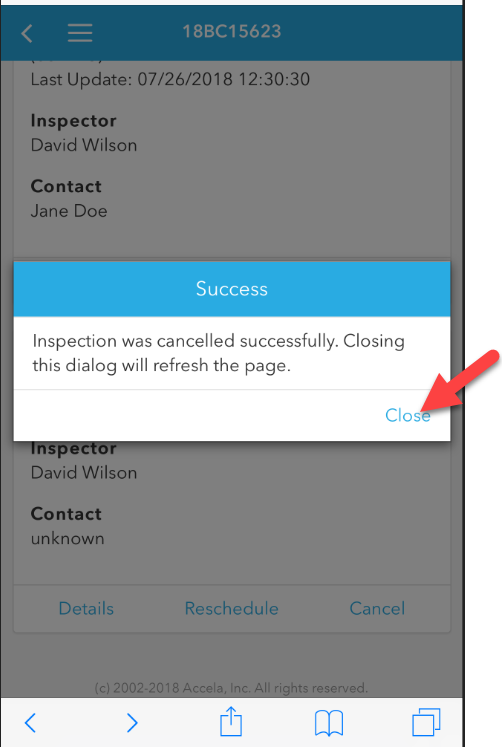 18BC15623
Last Update: 07/26/2018 12:30:30
Inspector
David Wilson
Contact
Jane Doe
Success
Inspection was cancelled successfully. Closing
this dialog will refresh the page.
Close
Inspector
David Wilson
Contact
unknown
Details Reschedule Cancel
(c) 2002-2018 Accela, Inc. All rights reserved.